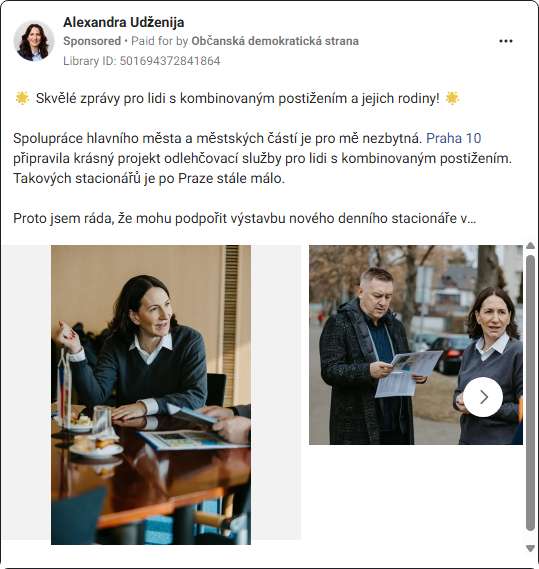 Alexandra Udženija
Sponsored • Paid for by Občanská demokratická strana
Library ID: 501694372841864
🌟 Skvělé zprávy pro lidi s kombinovaným postižením a jejich rodiny! 🌟
Spolupráce hlavního města a městských částí je pro mě nezbytná. Praha 10
připravila krásný projekt odlehčovací služby pro lidi s kombinovaným postižením.
Takových stacionářů je po Praze stále málo.
Proto jsem ráda, že mohu podpořit výstavbu nového denního stacionáře v...